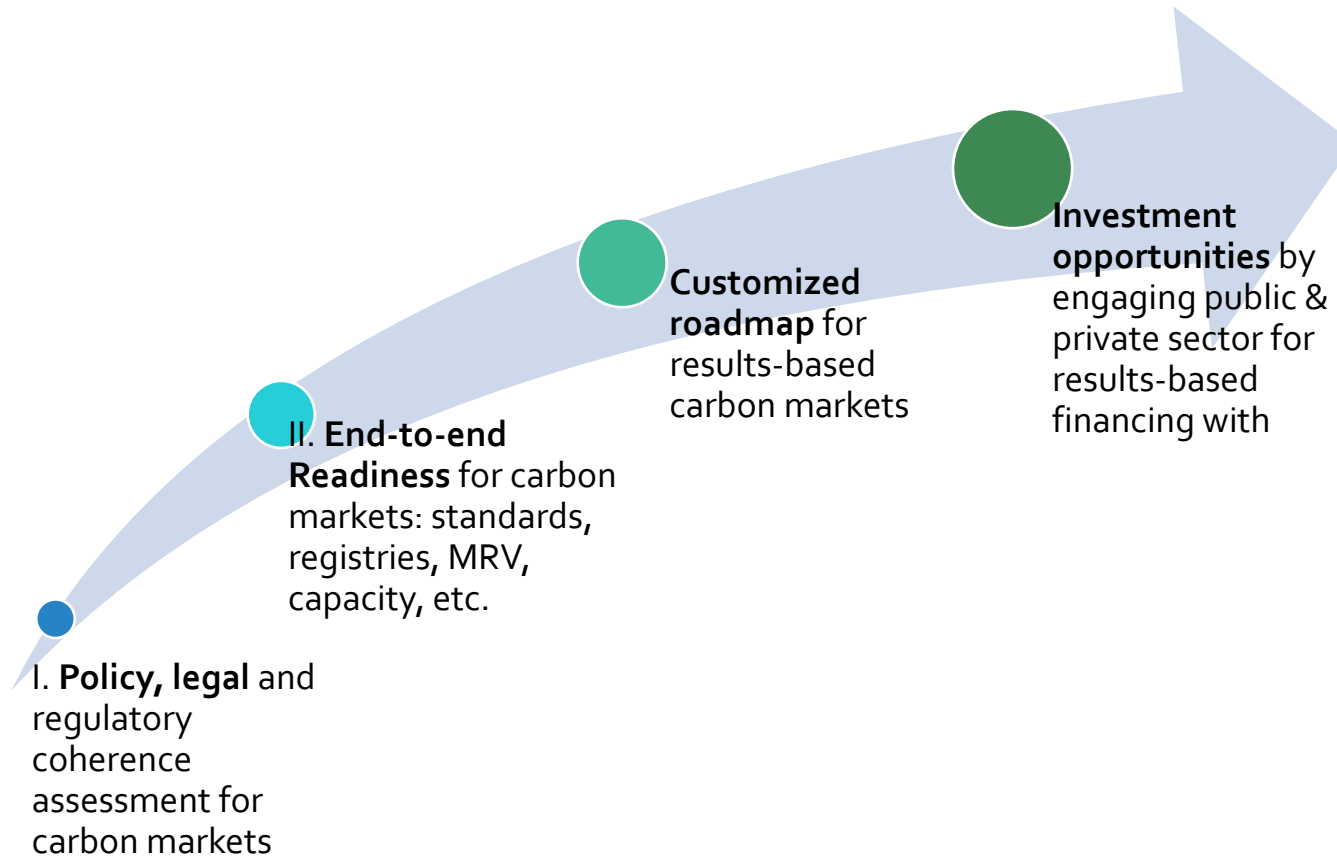 I. Policy, legal and
regulatory
coherence
assessment for
carbon markets
II. End-to-end
Readiness for carbon
markets: standards,
registries, MRV,
capacity, etc.
Customized
roadmap for
results-based
carbon markets
Investment
opportunities by
engaging public &
private sector for
results-based
financing with